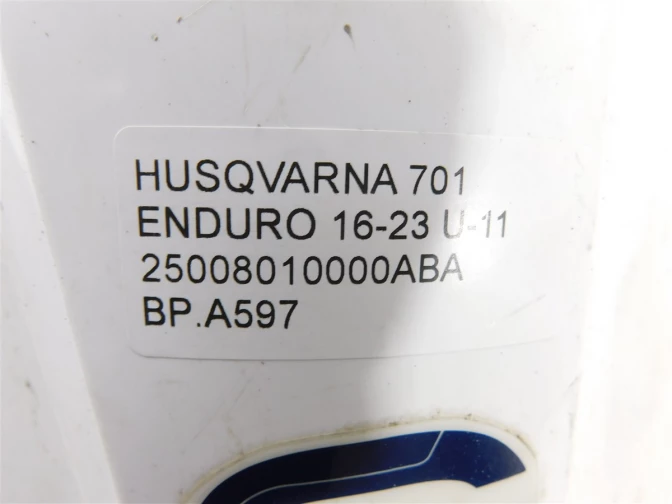 HUSQVARNA 701
ENDURO 16-23 U-11
25008010000ABA
BP.A597